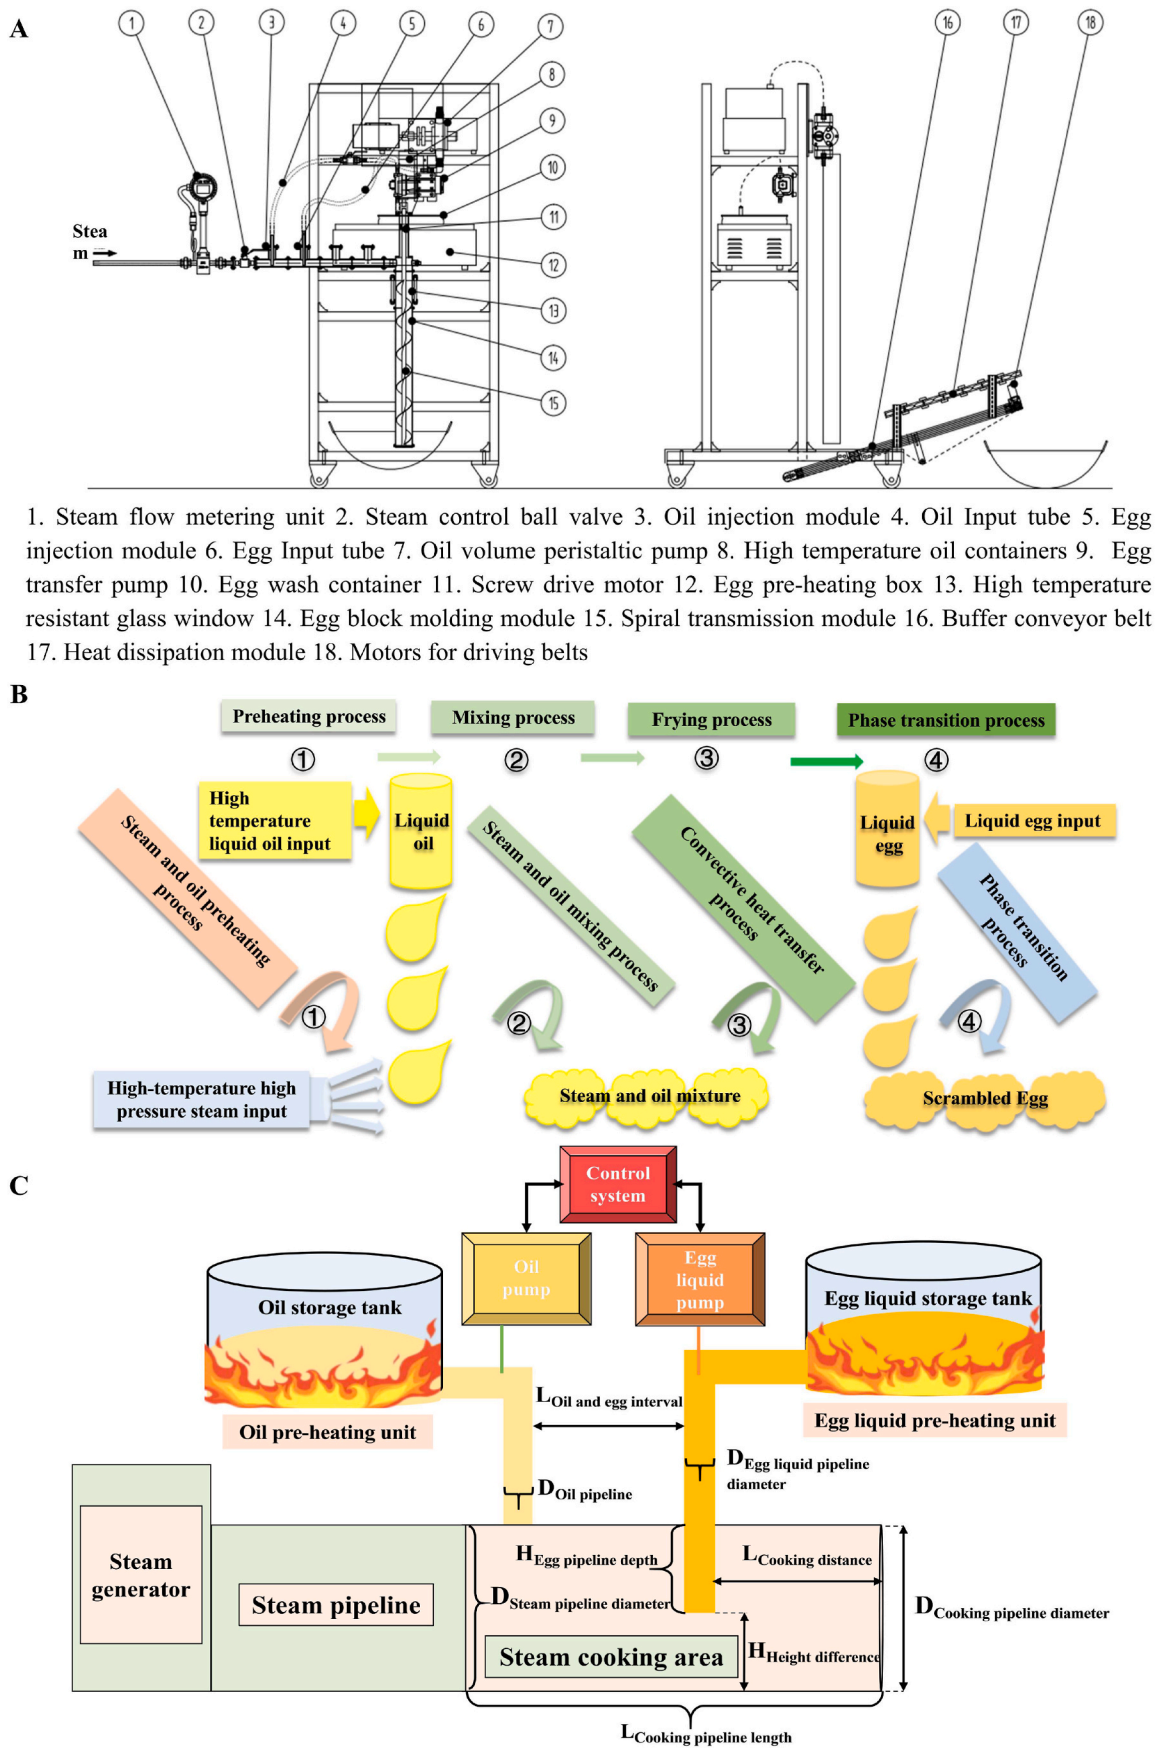 A
1 2 3 4 5 6 7
16 17 18
8
9
10
11
12
13
14
15
Stea
m
1. Steam flow metering unit 2. Steam control ball valve 3. Oil injection module 4. Oil Input tube 5. Egg
injection module 6. Egg Input tube 7. Oil volume peristaltic pump 8. High temperature oil containers 9. Egg
transfer pump 10. Egg wash container 11. Screw drive motor 12. Egg pre-heating box 13. High temperature
resistant glass window 14. Egg block molding module 15. Spiral transmission module 16. Buffer conveyor belt
17. Heat dissipation module 18. Motors for driving belts
B
Preheating process
Mixing process
Frying process
Phase transition process
①
②
③
④
High
temperature
liquid oil input
Liquid
oil
Liquid
egg
Liquid egg input
Steam and oil preheating
process
Steam and oil mixing process
Convective heat transfer
process
Phase transition
process
①
②
③
④
High-temperature high
pressure steam input
Steam and oil mixture
Scrambled Egg
C
Control
system
Oil
pump
Egg
liquid
pump
Oil storage tank
Egg liquid storage tank
Oil pre-heating unit
Egg liquid pre-heating unit
LOil and egg interval
DEgg liquid pipeline
diameter
DOil pipeline
Steam
generator
Steam pipeline
HEgg pipeline depth
LCooking distance
DSteam pipeline diameter
DCooking pipeline diameter
Steam cooking area
HHeight difference
LCooking pipeline length